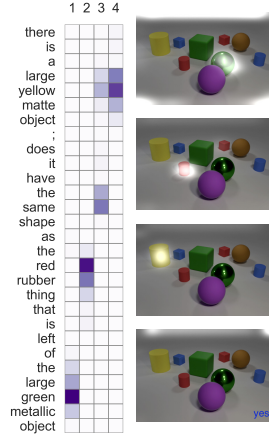 1 2 3 4
there
is
a
large
yellow
matte
object
;
does
it
have
the
same
shape
as
the
red
rubber
thing
that
is
left
of
the
large
green
metallic
object
yes